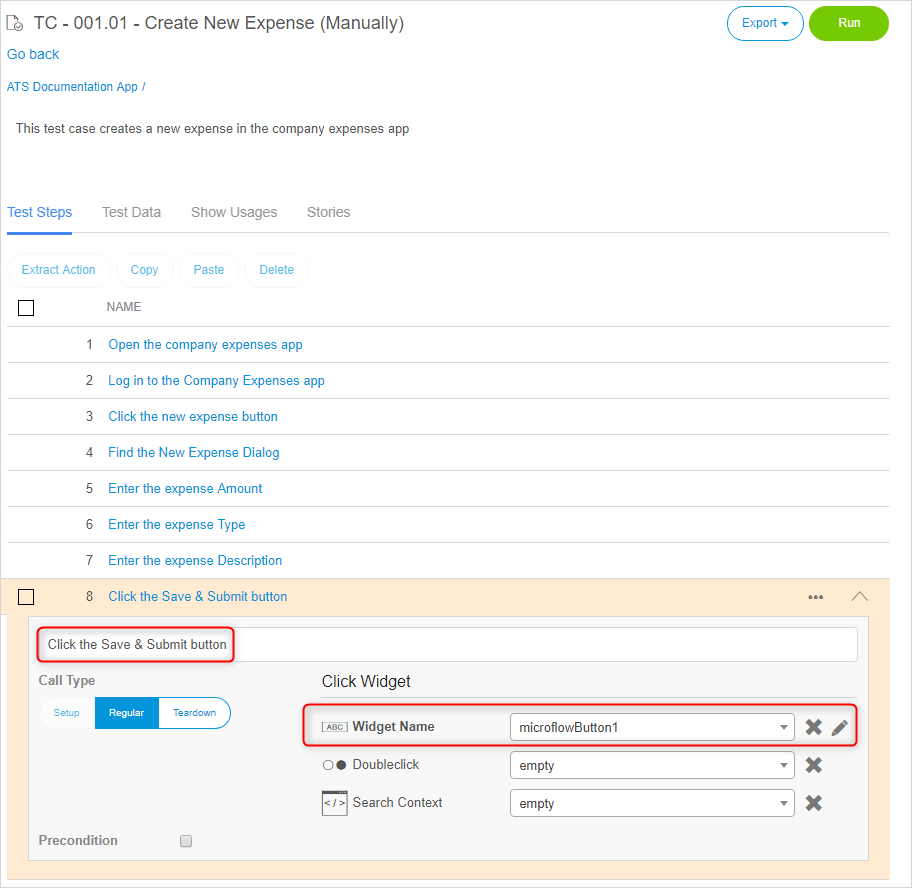 TC - 001.01 - Create New Expense (Manually)
Export
Run
Go back
ATS Documentation App /
This test case creates a new expense in the company expenses app
Test Steps Test Data Show Usages Stories
Extract Action Copy Paste Delete
NAME
1 Open the company expenses app
2 Log in to the Company Expenses app
3 Click the new expense button
4 Find the New Expense Dialog
5 Enter the expense Amount
6 Enter the expense Type
7 Enter the expense Description
8 Click the Save & Submit button
Click the Save & Submit button
Call Type
Setup Regular Teardown
Click Widget
ABC Widget Name microflowButton1
Doubleclick empty
</> Search Context empty
Precondition